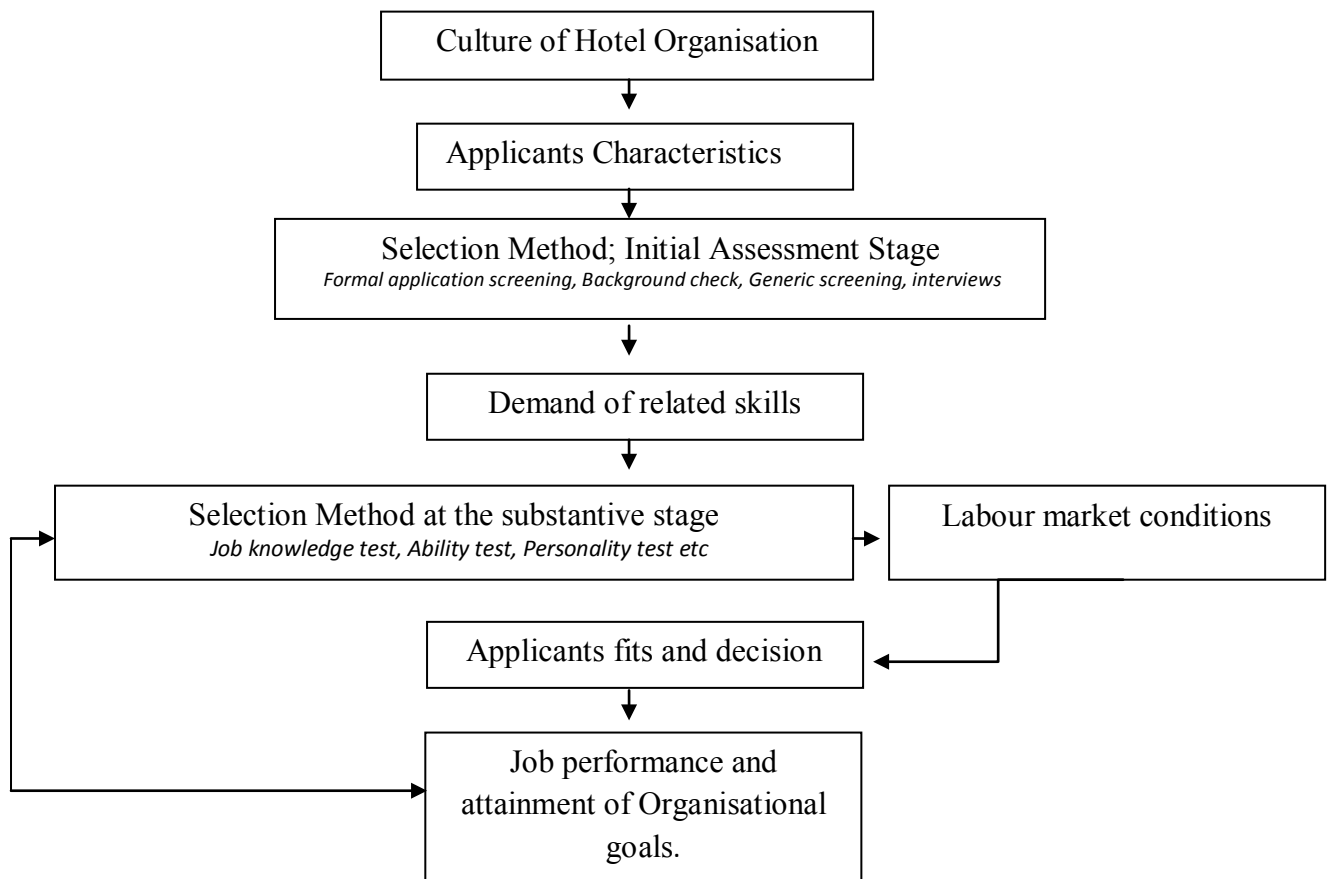 Culture of Hotel Organisation
Applicants Characteristics
Selection Method; Initial Assessment Stage
Formal application screening, Background check, Generic screening, interviews
Demand of related skills
Selection Method at the substantive stage
Job knowledge test, Ability test, Personality test etc
Labour market conditions
Applicants fits and decision
Job performance and
attainment of Organisational
goals.